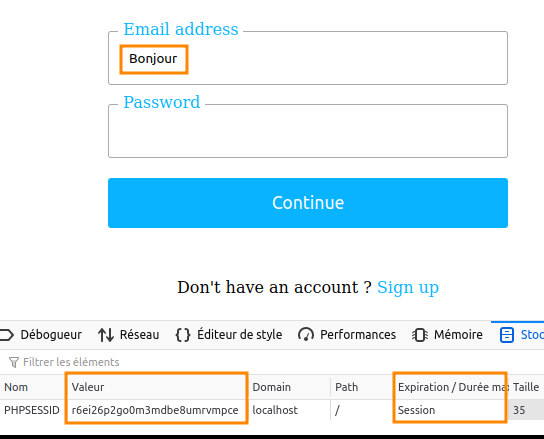 Email address
Bonjour
Password
Continue
Don't have an account ? Sign up
Débogueur Réseau {} Éditeur de style Performances Mémoire Stoc
Filtrer les éléments
Nom Valeur Domain Path Expiration / Durée ma Taille
PHPSESSID r6ei26p2go0m3mdbe8umrvmpce localhost / Session 35